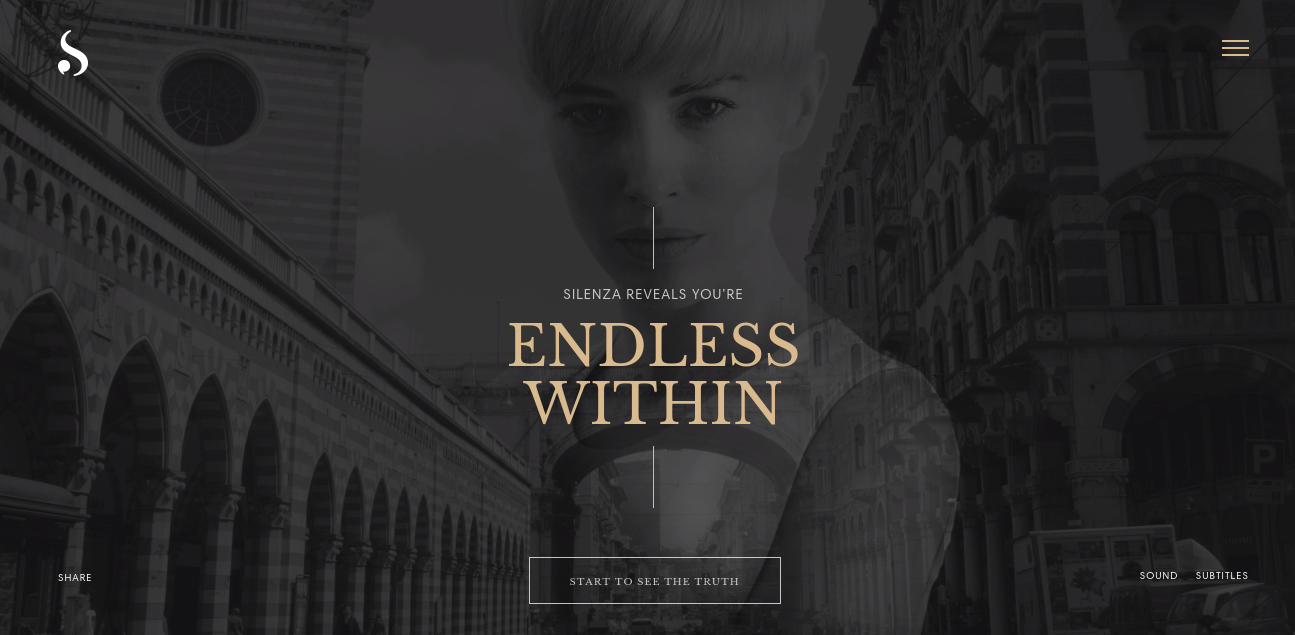 S
SILENZA REVEALS YOU'RE
ENDLESS
WITHIN
P
START TO SEE THE TRUTH
SHARE
SOUND SUBTITLES